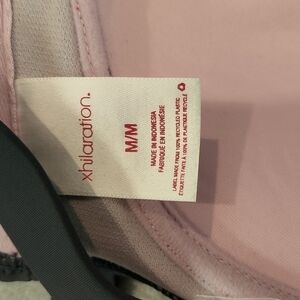 xhilaration.
M/M
MADE IN INDONESIA
FABRIQUÉ EN INDONÉSIE
LABEL MADE FROM 100% RECYCLED PLASTIC
ÉTIQUETTE FAITE À 100% DE PLASTIQUE RECYCLÉ